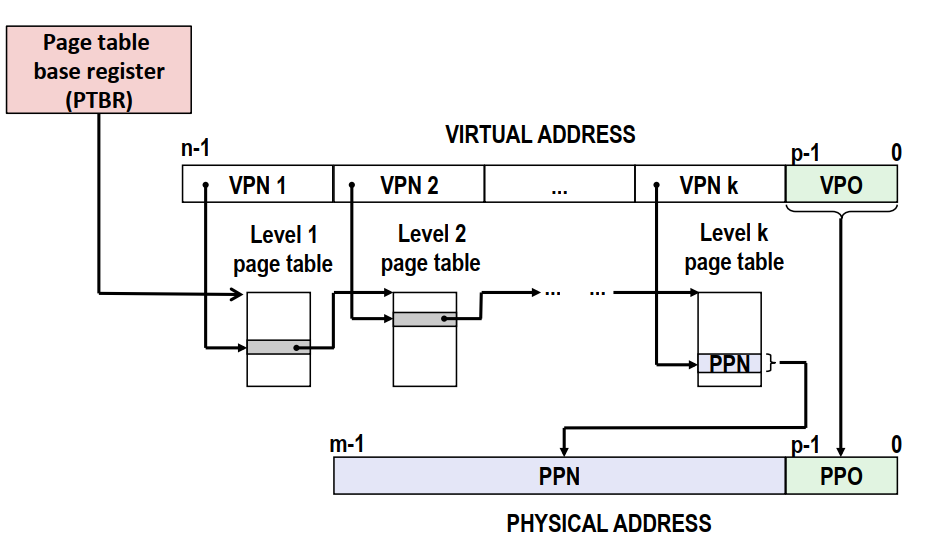 Page table
base register
(PTBR)
VIRTUAL ADDRESS
n-1
p-1
0
VPN 1
VPN 2
...
VPN k
VPO
Level 1
page table
Level 2
page table
Level k
page table
...
...
PPN
m-1
p-1
0
PPN
PPO
PHYSICAL ADDRESS